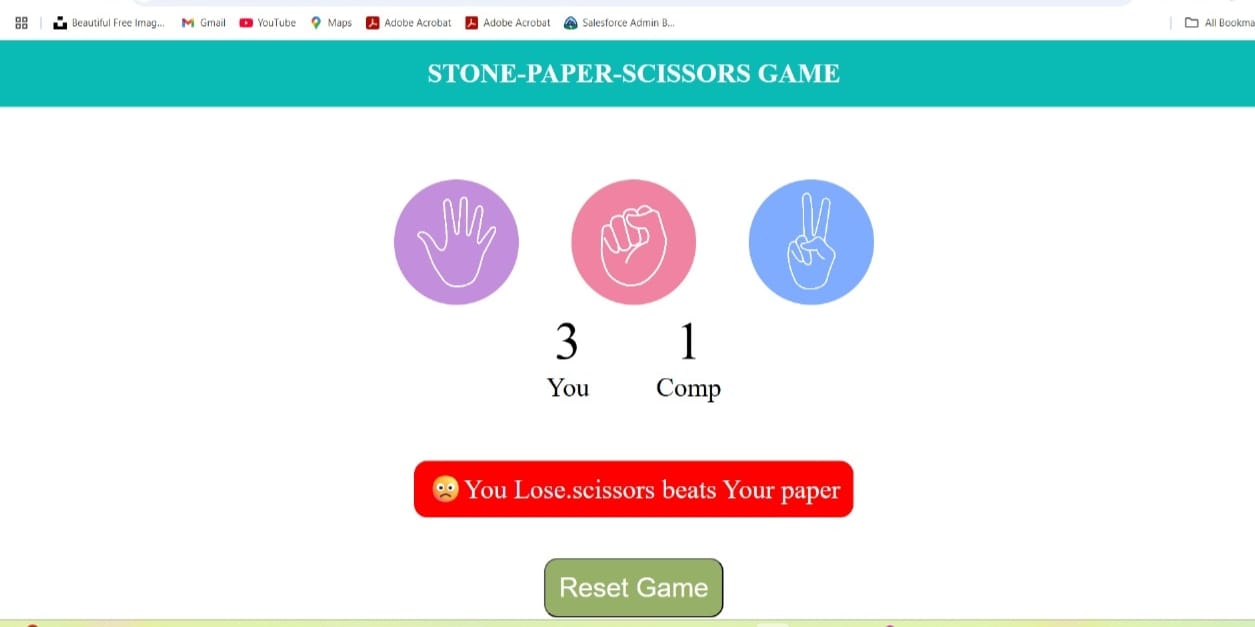 Beautiful Free Imag... Gmail YouTube Maps Adobe Acrobat Adobe Acrobat Salesforce Admin B... All Bookma
STONE-PAPER-SCISSORS GAME
3 1
You Comp
You Lose.scissors beats Your paper
Reset Game